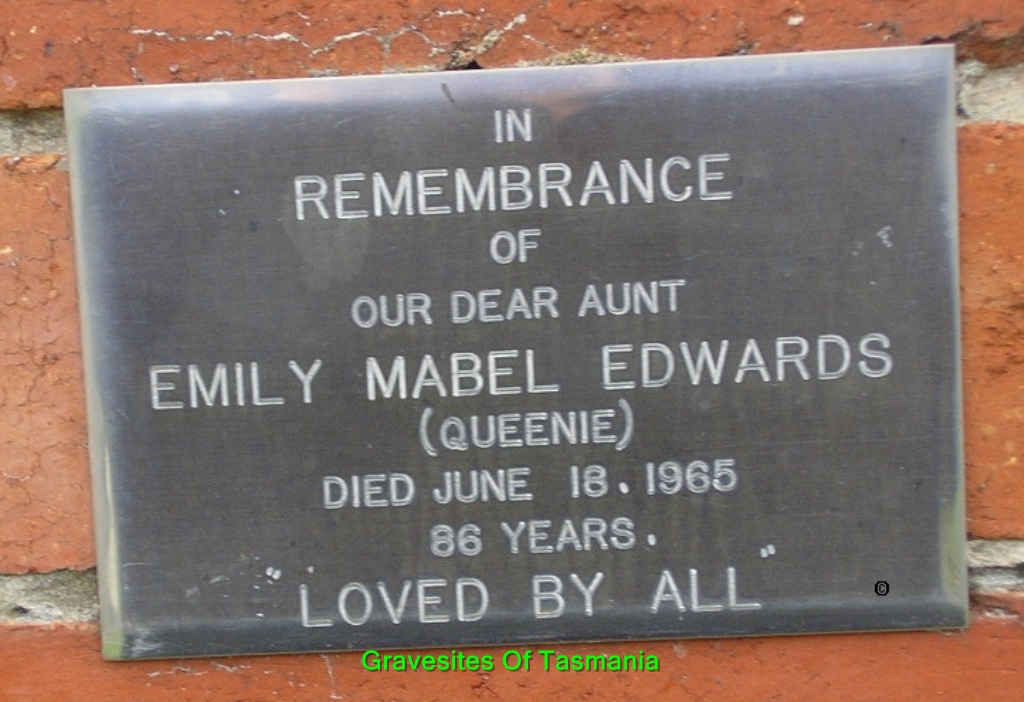 IN
REMEMBRANCE
OF
OUR DEAR AUNT
EMILY MABEL EDWARDS
(QUEENIE)
DIED JUNE 18. 1965
86 YEARS.
"LOVED BY ALL"
©
Gravesites Of Tasmania